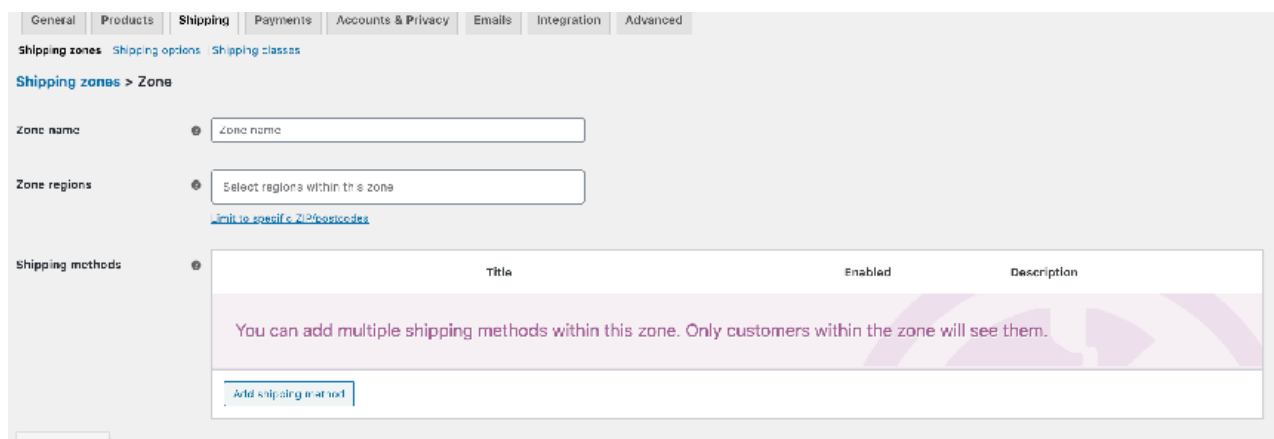 General Products Shipping Payments Accounts & Privacy Emails Integration Advanced
Shipping zones Shipping options Shipping classes
Shipping zones > Zone
Zone name Zone name
Zone regions Select regions within this zone
Limit to specific ZIP/postcodes
Shipping methods Title Enabled Description
You can add multiple shipping methods within this zone. Only customers within the zone will see them.
Add shipping method